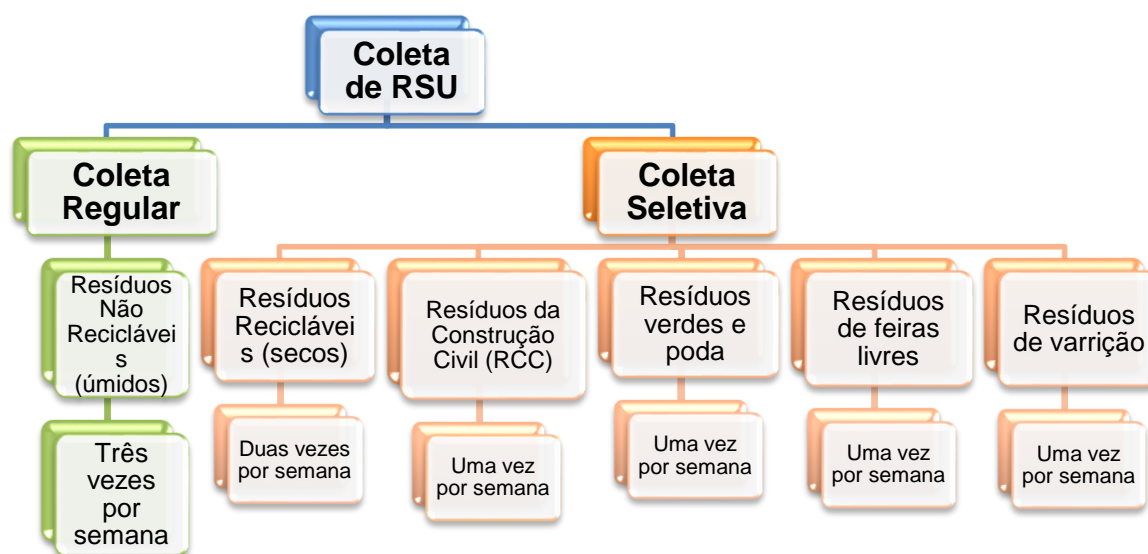 Coleta
de RSU
Coleta
Regular
Coleta
Seletiva
Resíduos
Não
Reciclávei
s
(úmidos)
Resíduos
Reciclávei
s (secos)
Resíduos da
Construção
Civil (RCC)
Resíduos
verdes e
poda
Resíduos
de feiras
livres
Resíduos
de varrição
Três
vezes
por
semana
Duas vezes
por semana
Uma vez
por semana
Uma vez
por semana
Uma vez
por semana
Uma vez
por semana